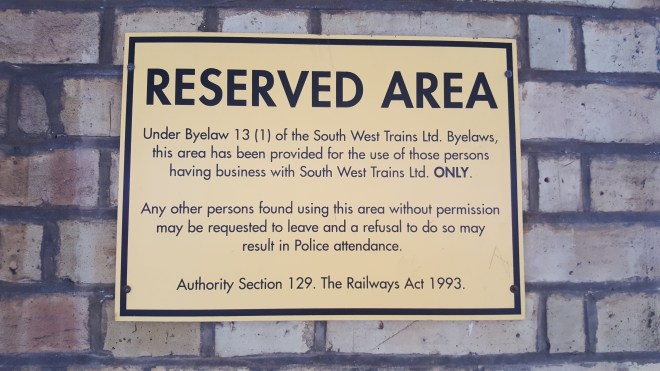 RESERVED AREA
Under Byelaw 13 (1) of the South West Trains Ltd. Byelaws,
this area has been provided for the use of those persons
having business with South West Trains Ltd. ONLY.
Any other persons found using this area without permission
may be requested to leave and a refusal to do so may
result in Police attendance.
Authority Section 129. The Railways Act 1993.